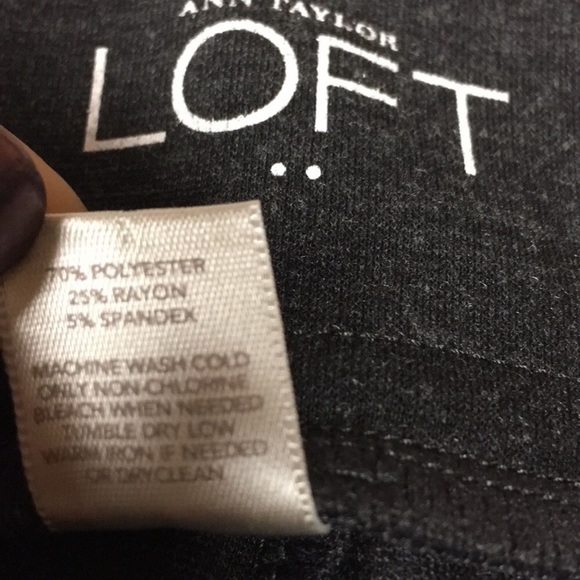 ANN TAYLOR
LOFT
70% POLYESTER
25% RAYON
5% SPANDEX
MACHINE WASH COLD
ONLY NON-CHLORINE
BLEACH WHEN NEEDED
TUMBLE DRY LOW
WARM IRON IF NEEDED
OR DRYCLEAN